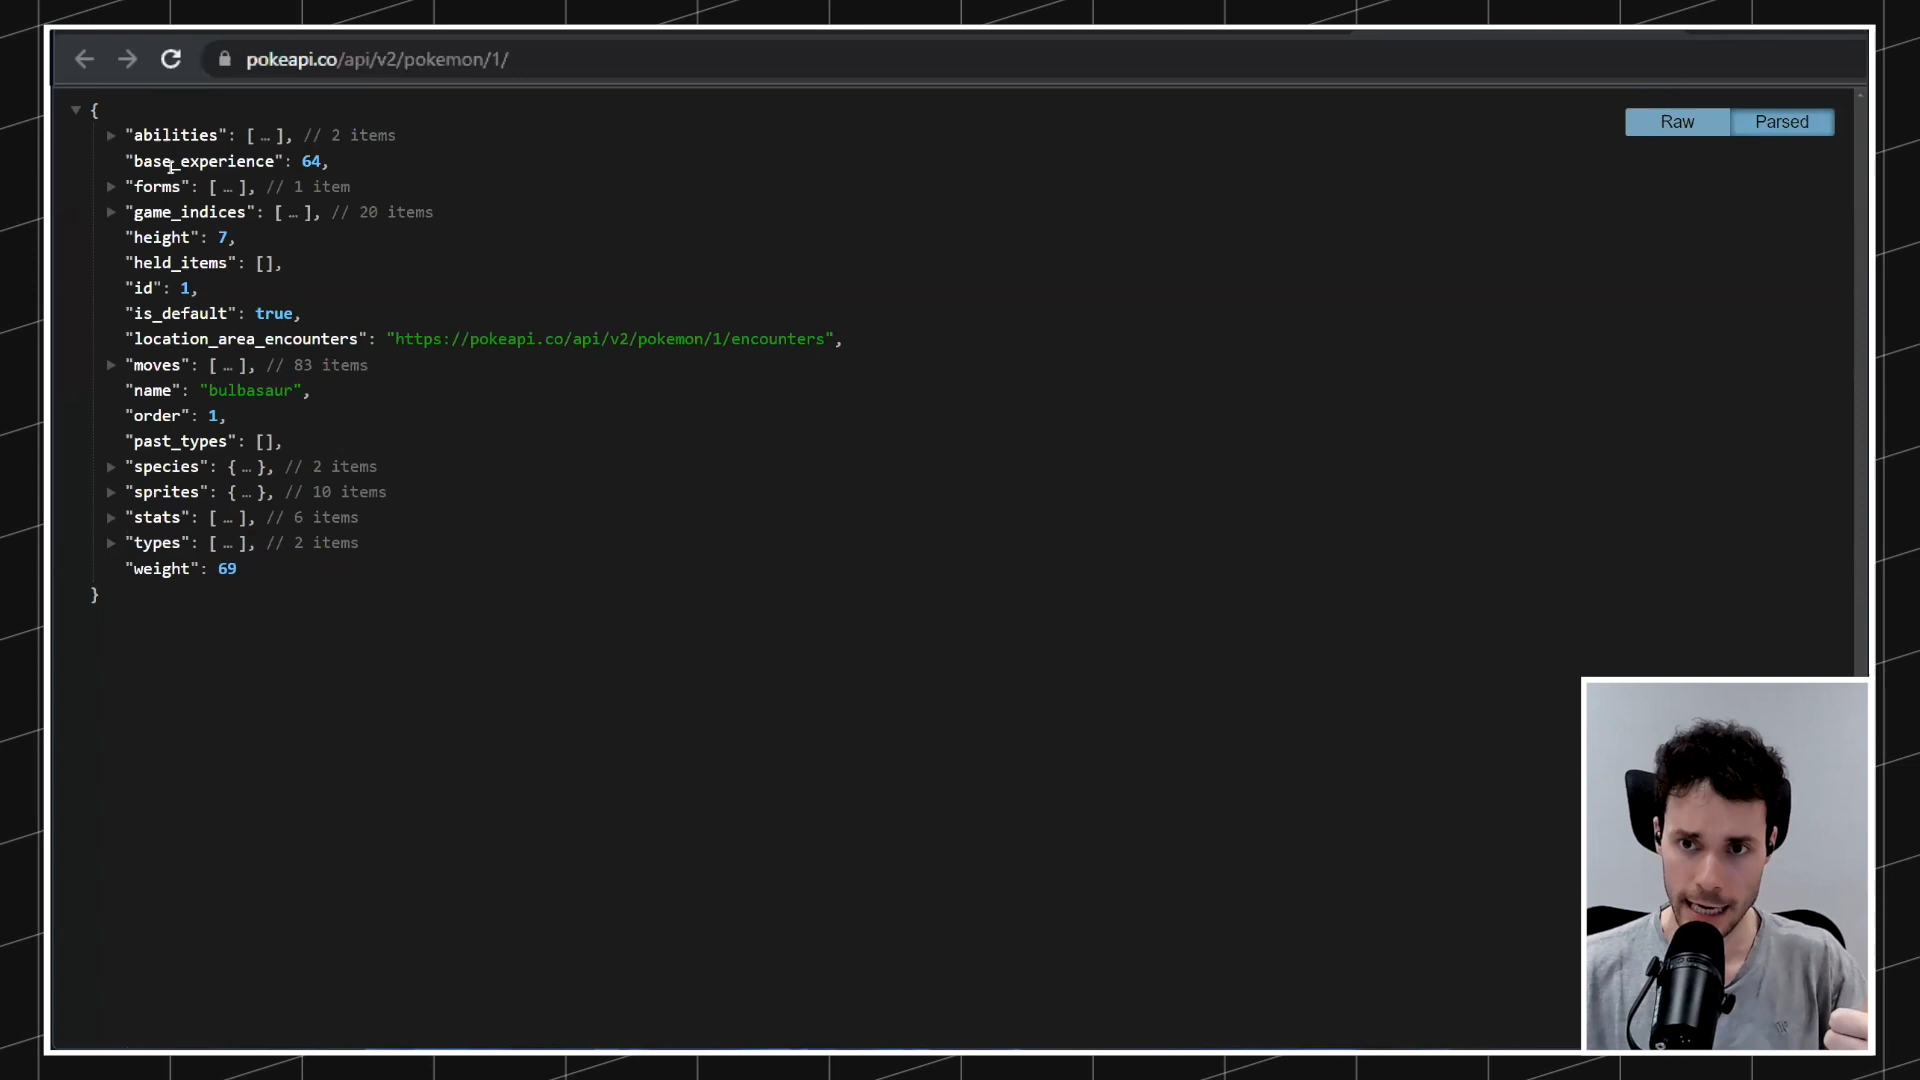 pokeapi.co/api/v2/pokemon/1/
Raw Parsed
{
"abilities": [ … ], // 2 items
"base_experience": 64,
"forms": [ … ], // 1 item
"game_indices": [ … ], // 20 items
"height": 7,
"held_items": [],
"id": 1,
"is_default": true,
"location_area_encounters": "https://pokeapi.co/api/v2/pokemon/1/encounters",
"moves": [ … ], // 83 items
"name": "bulbasaur",
"order": 1,
"past_types": [],
"species": { … }, // 2 items
"sprites": { … }, // 10 items
"stats": [ … ], // 6 items
"types": [ … ], // 2 items
"weight": 69
}